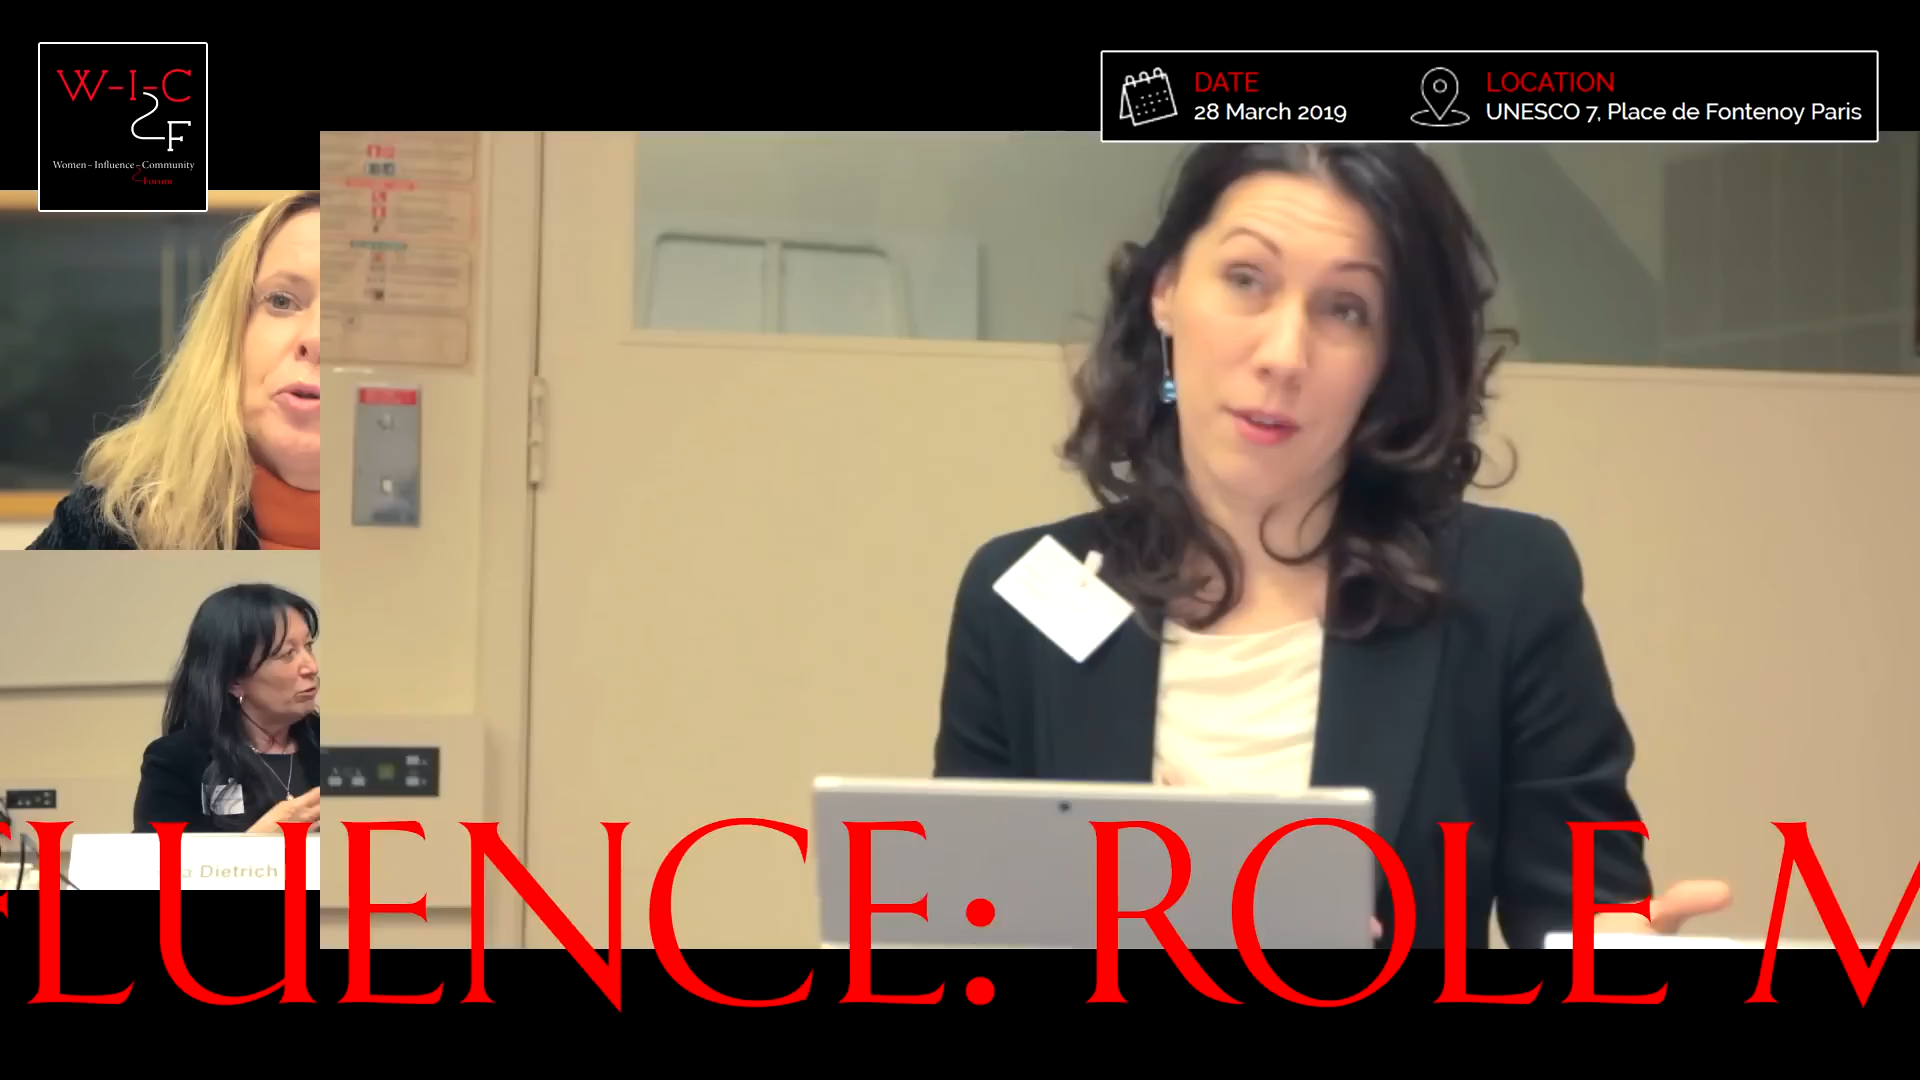 W-I-C
F
Women-Influence-Community
Forum
DATE
28 March 2019
LOCATION
UNESCO 7, Place de Fontenoy Paris
Dietrich
FLUENCE: ROLE M